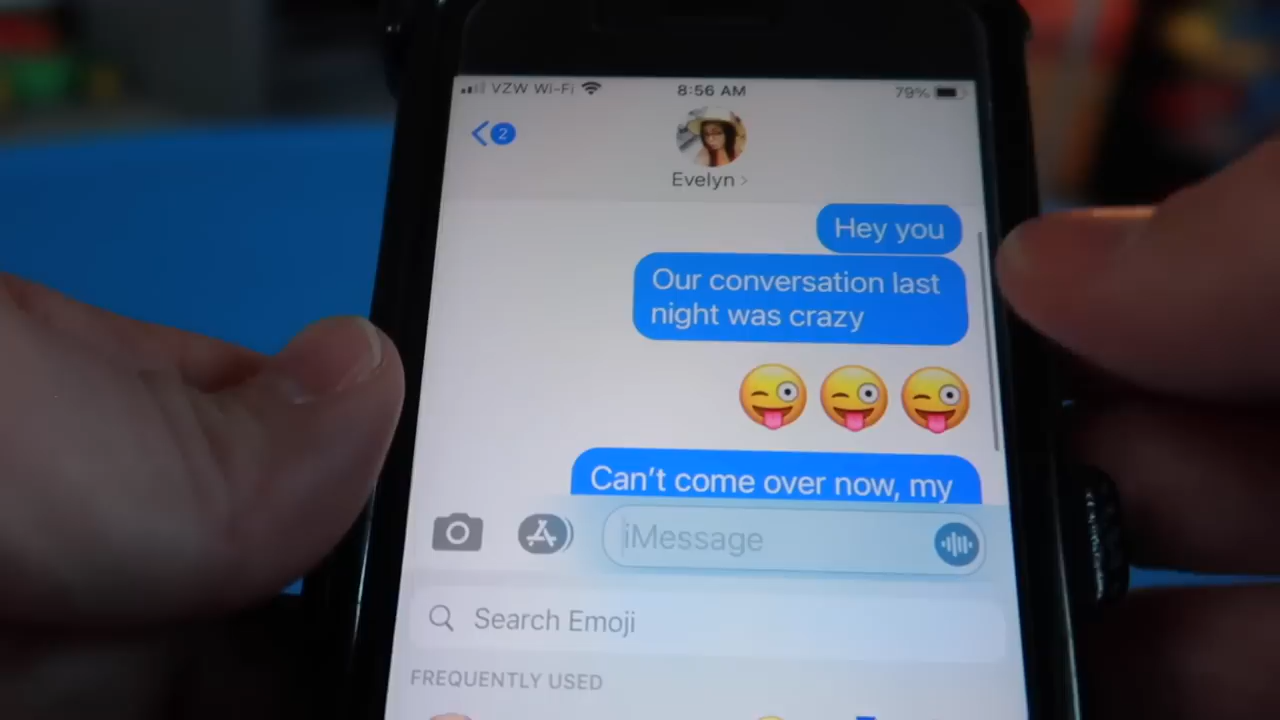 VZW Wi-Fi 8:56 AM 79%
2
Evelyn >
Hey you
Our conversation last
night was crazy
Can't come over now, my
iMessage
Search Emoji
FREQUENTLY USED